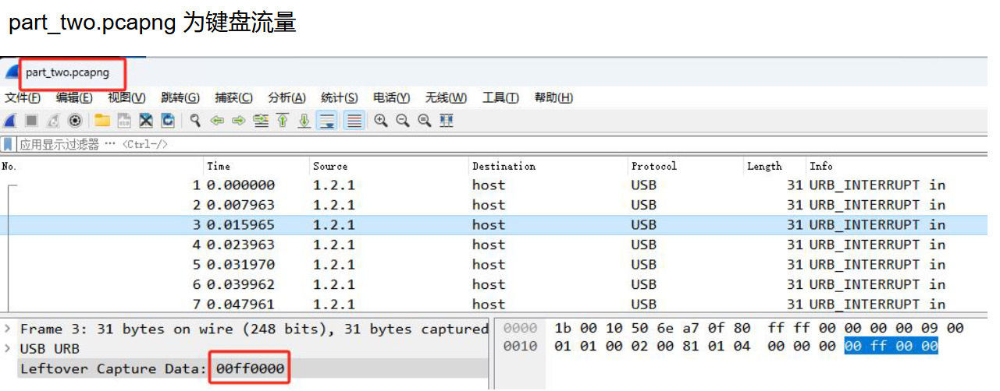 part_two.pcapng 为键盘流量
part_two.pcapng
文件(F) 编辑(E) 视图(V) 跳转(G) 捕获(C) 分析(A) 统计(S) 电话(Y) 无线(W) 工具(T) 帮助(H)
应用显示过滤器 … <Ctrl-/>
No. Time Source Destination Protocol Length Info
1 0.000000 1.2.1 host USB 31 URB_INTERRUPT in
2 0.007963 1.2.1 host USB 31 URB_INTERRUPT in
3 0.015965 1.2.1 host USB 31 URB_INTERRUPT in
4 0.023963 1.2.1 host USB 31 URB_INTERRUPT in
5 0.031970 1.2.1 host USB 31 URB_INTERRUPT in
6 0.039962 1.2.1 host USB 31 URB_INTERRUPT in
7 0.047961 1.2.1 host USB 31 URB_INTERRUPT in
Frame 3: 31 bytes on wire (248 bits), 31 bytes captured
USB URB
Leftover Capture Data: 00ff0000
0000 1b 00 10 50 6e a7 0f 80 ff ff 00 00 00 00 09 00
0010 01 01 00 02 00 81 01 04 00 00 00 00 ff 00 00